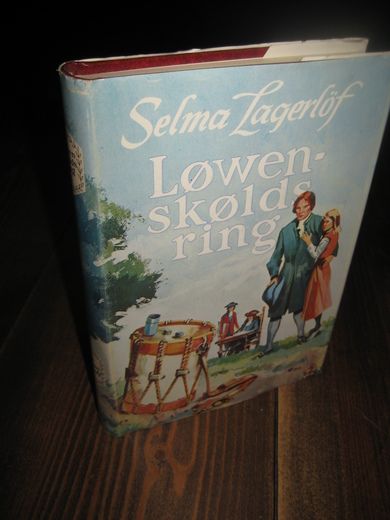 Selma Lagerlöf
Løwen-
skølds
ring